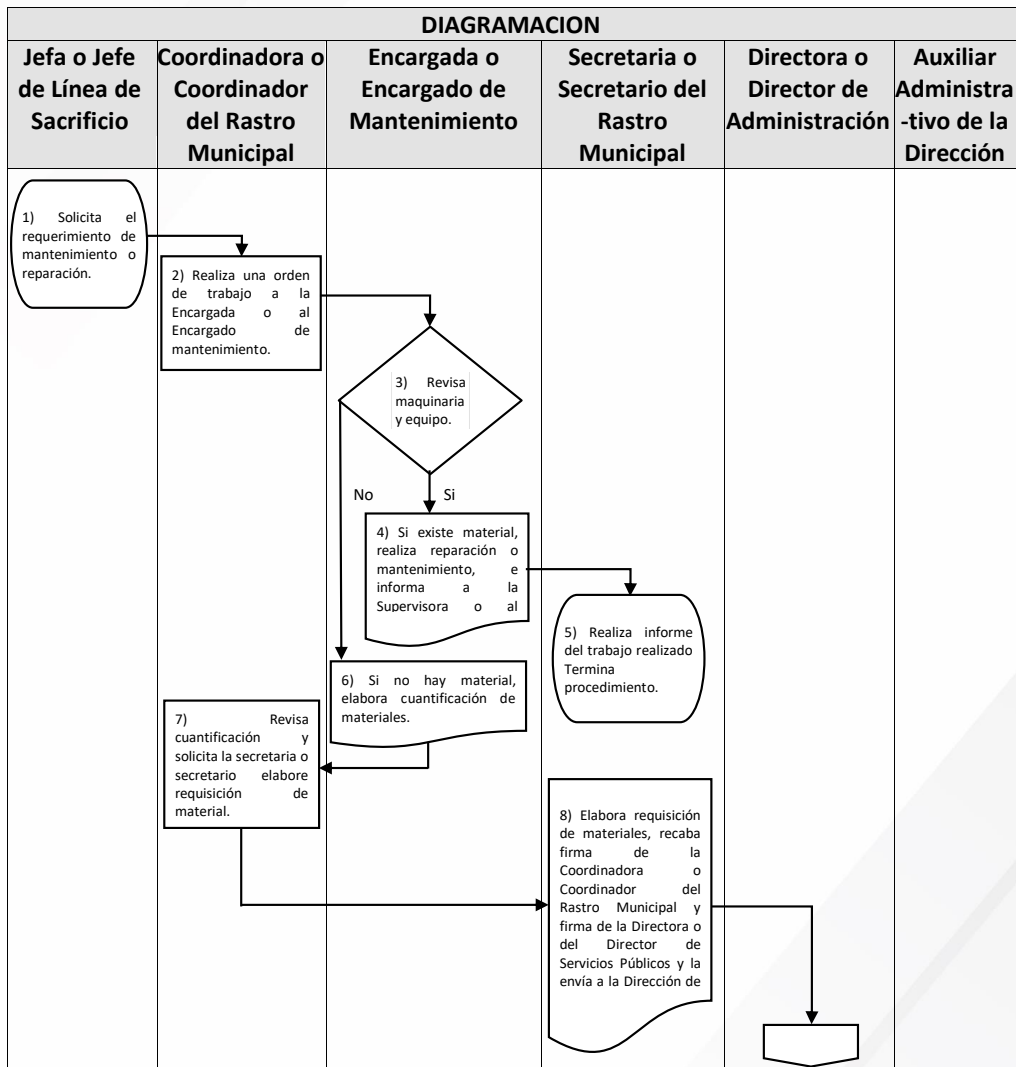 DIAGRAMACION
Jefa o Jefe
de Línea de
Sacrificio
Coordinadora o
Coordinador
del Rastro
Municipal
Encargada o
Encargado de
Mantenimiento
Secretaria o
Secretario del
Rastro
Municipal
Directora o
Director de
Administración
Auxiliar
Administra
-tivo de la
Dirección
1) Solicita el
requerimiento de
mantenimiento o
reparación.
2) Realiza una orden
de trabajo a la
Encargada o al
Encargado de
mantenimiento.
3) Revisa
maquinaria
y equipo.
No
Si
4) Si existe material,
realiza reparación o
mantenimiento, e
informa a la
Supervisora o al
5) Realiza informe
del trabajo realizado
Termina
procedimiento.
6) Si no hay material,
elabora cuantificación de
materiales.
7) Revisa
cuantificación y
solicita la secretaria o
secretario elabore
requisición de
material.
8) Elabora requisición
de materiales, recaba
firma de la
Coordinadora o
Coordinador del
Rastro Municipal y
firma de la Directora o
del Director de
Servicios Públicos y la
envía a la Dirección de